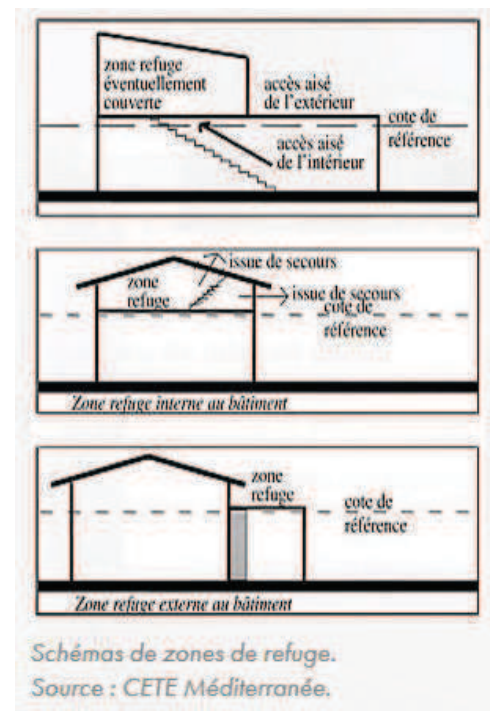 zone refuge
éventuellement
couverte
accès aisé
de l'extérieur
cote de
référence
accès aisé
de l'intérieur
issue de secours
zone
refuge
issue de secours
cote de
référence
Zone refuge interne au bâtiment
zone
refuge
cote de
référence
Zone refuge externe au bâtiment
Schémas de zones de refuge.
Source : CETE Méditerranée.